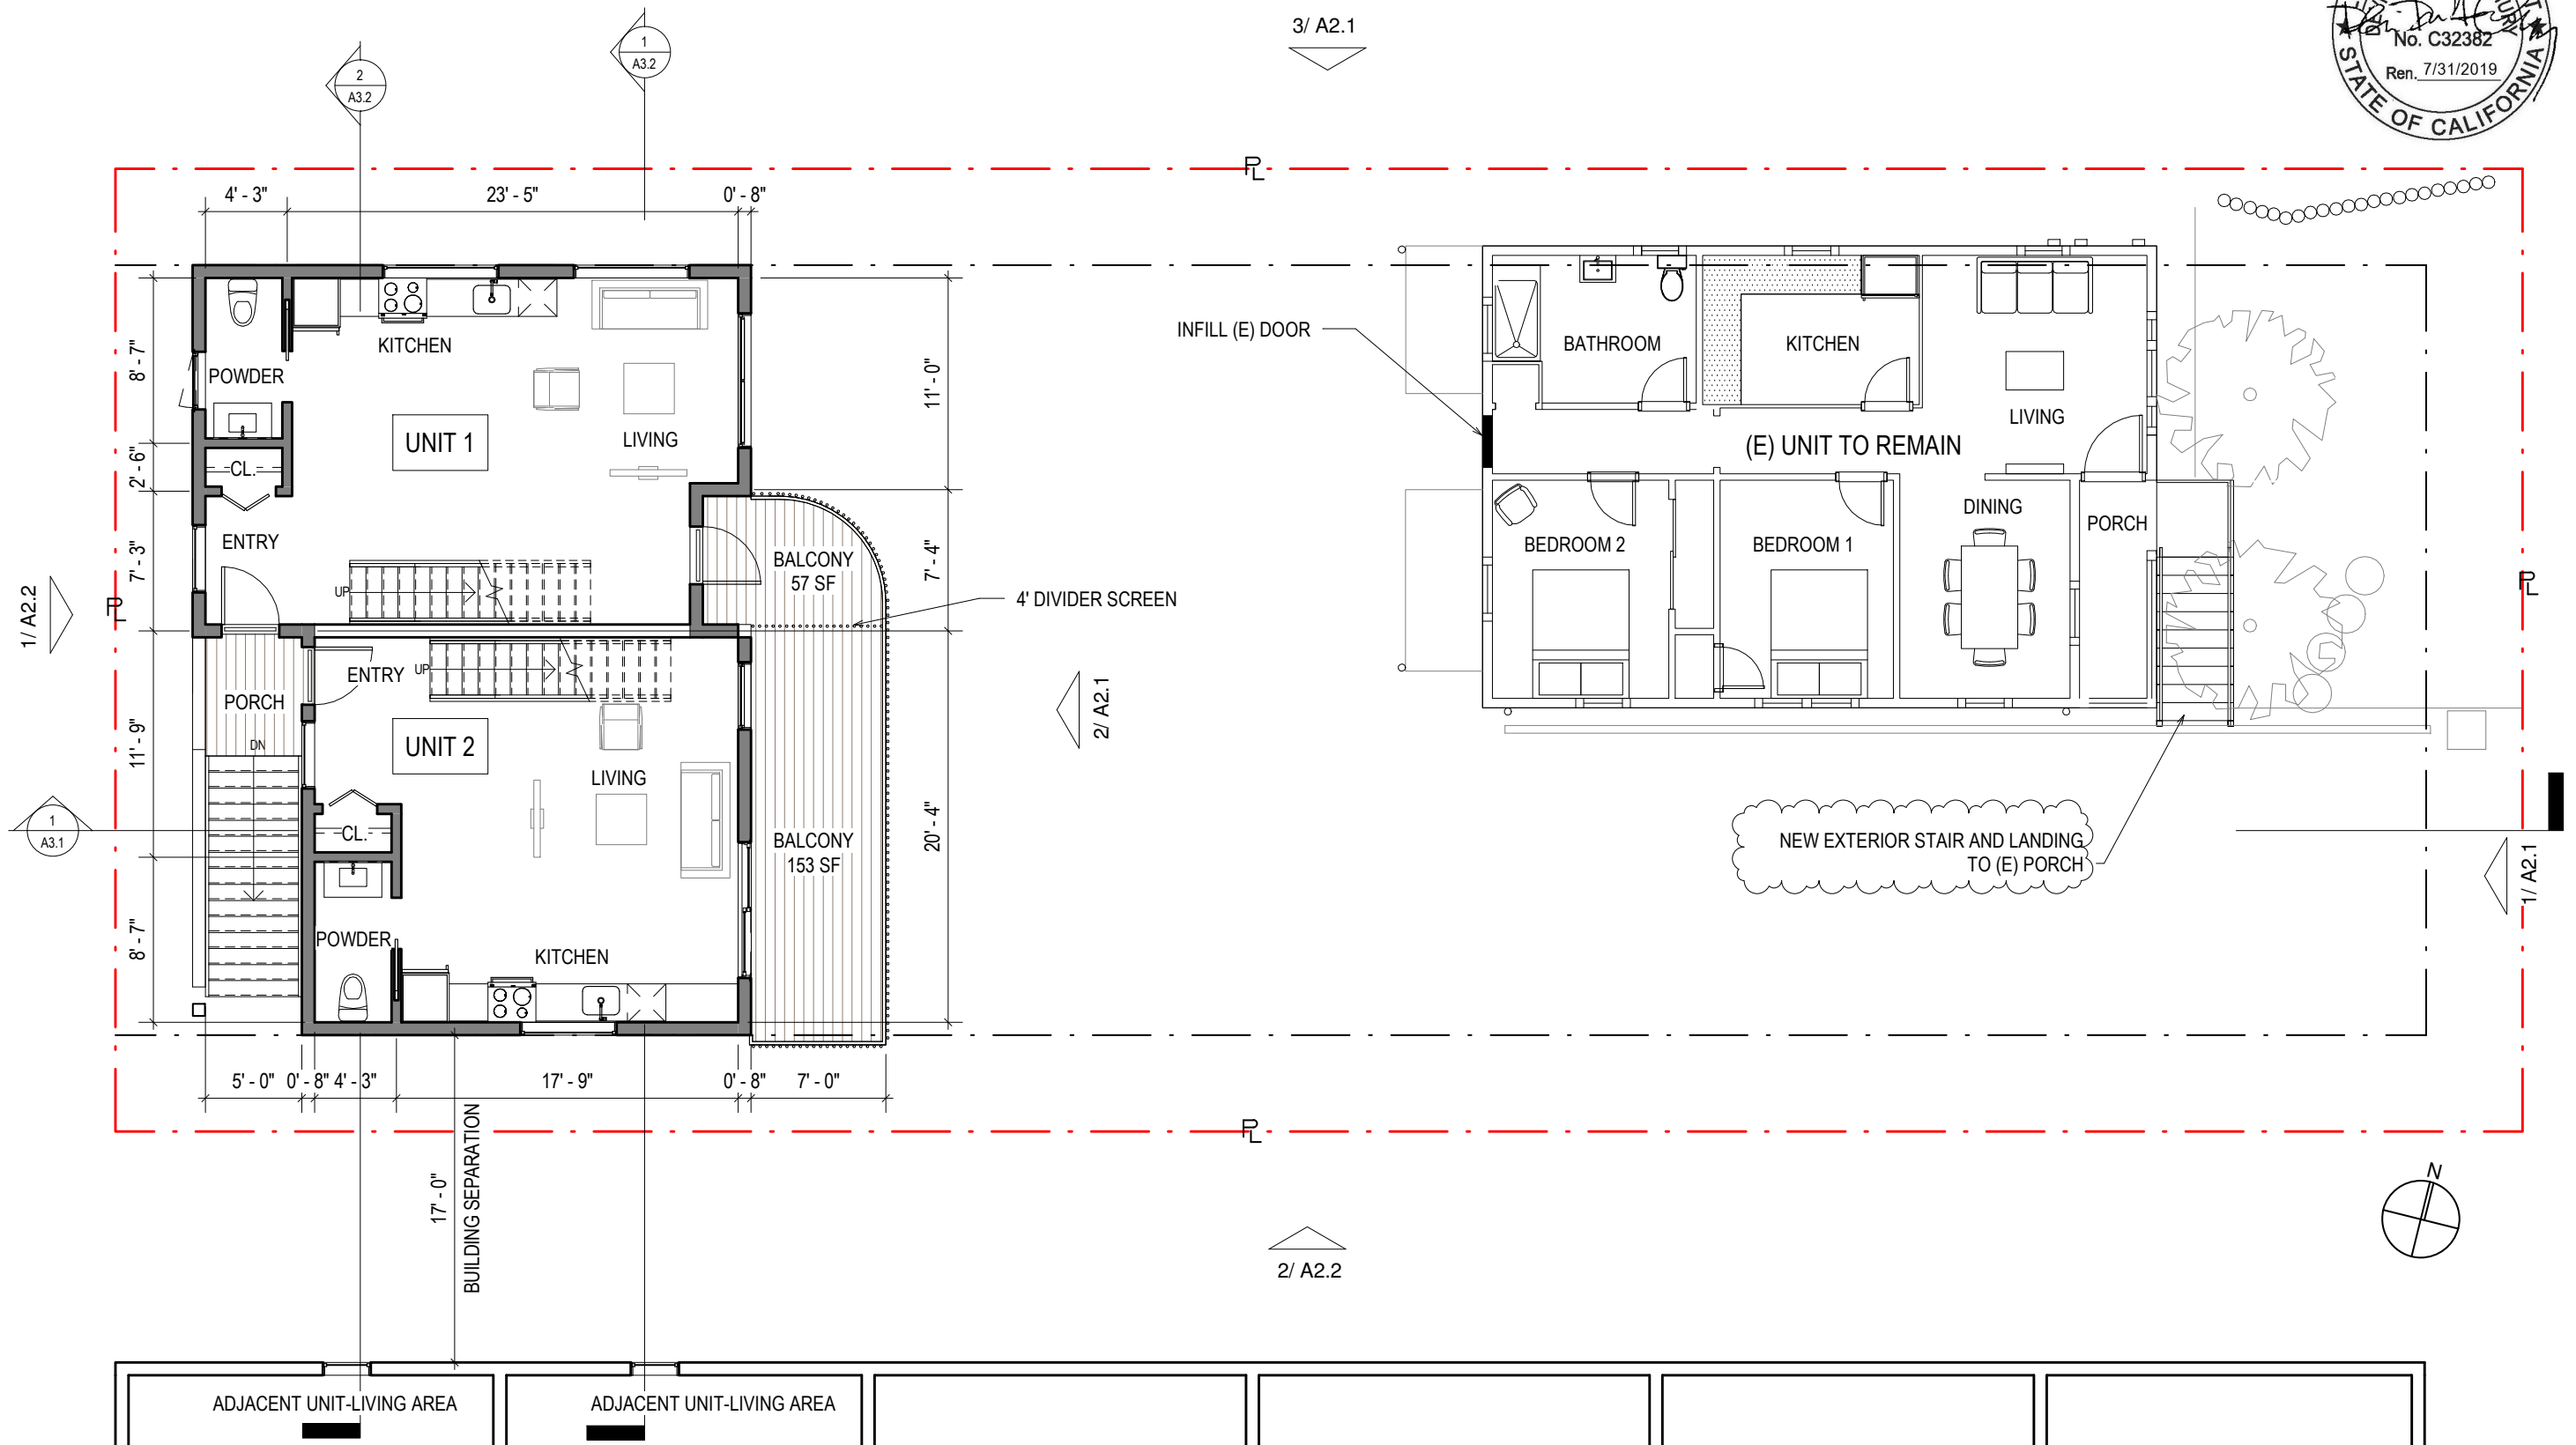 3/ A2.1
No. C32382
Ren. 7/31/2019
STATE OF CALIFORNIA
1
A3.2
2
A3.2
PL
4' - 3"
23' - 5"
0' - 8"
8' - 7"
2' - 6"
7' - 3"
11' - 9"
8' - 7"
11' - 0"
7' - 4"
20' - 4"
KITCHEN
POWDER
UNIT 1
LIVING
CL.
ENTRY
UP
BALCONY
57 SF
4' DIVIDER SCREEN
1/ A2.2
PL
ENTRY
UP
PORCH
DN
UNIT 2
LIVING
CL.
BALCONY
153 SF
1
A3.1
POWDER
KITCHEN
2/ A2.1
INFILL (E) DOOR
BATHROOM
KITCHEN
LIVING
(E) UNIT TO REMAIN
BEDROOM 2
BEDROOM 1
DINING
PORCH
PL
NEW EXTERIOR STAIR AND LANDING
TO (E) PORCH
1/ A2.1
5' - 0"
0' - 8"
4' - 3"
17' - 9"
0' - 8"
7' - 0"
PL
17' - 0"
BUILDING SEPARATION
N
2/ A2.2
ADJACENT UNIT-LIVING AREA
ADJACENT UNIT-LIVING AREA